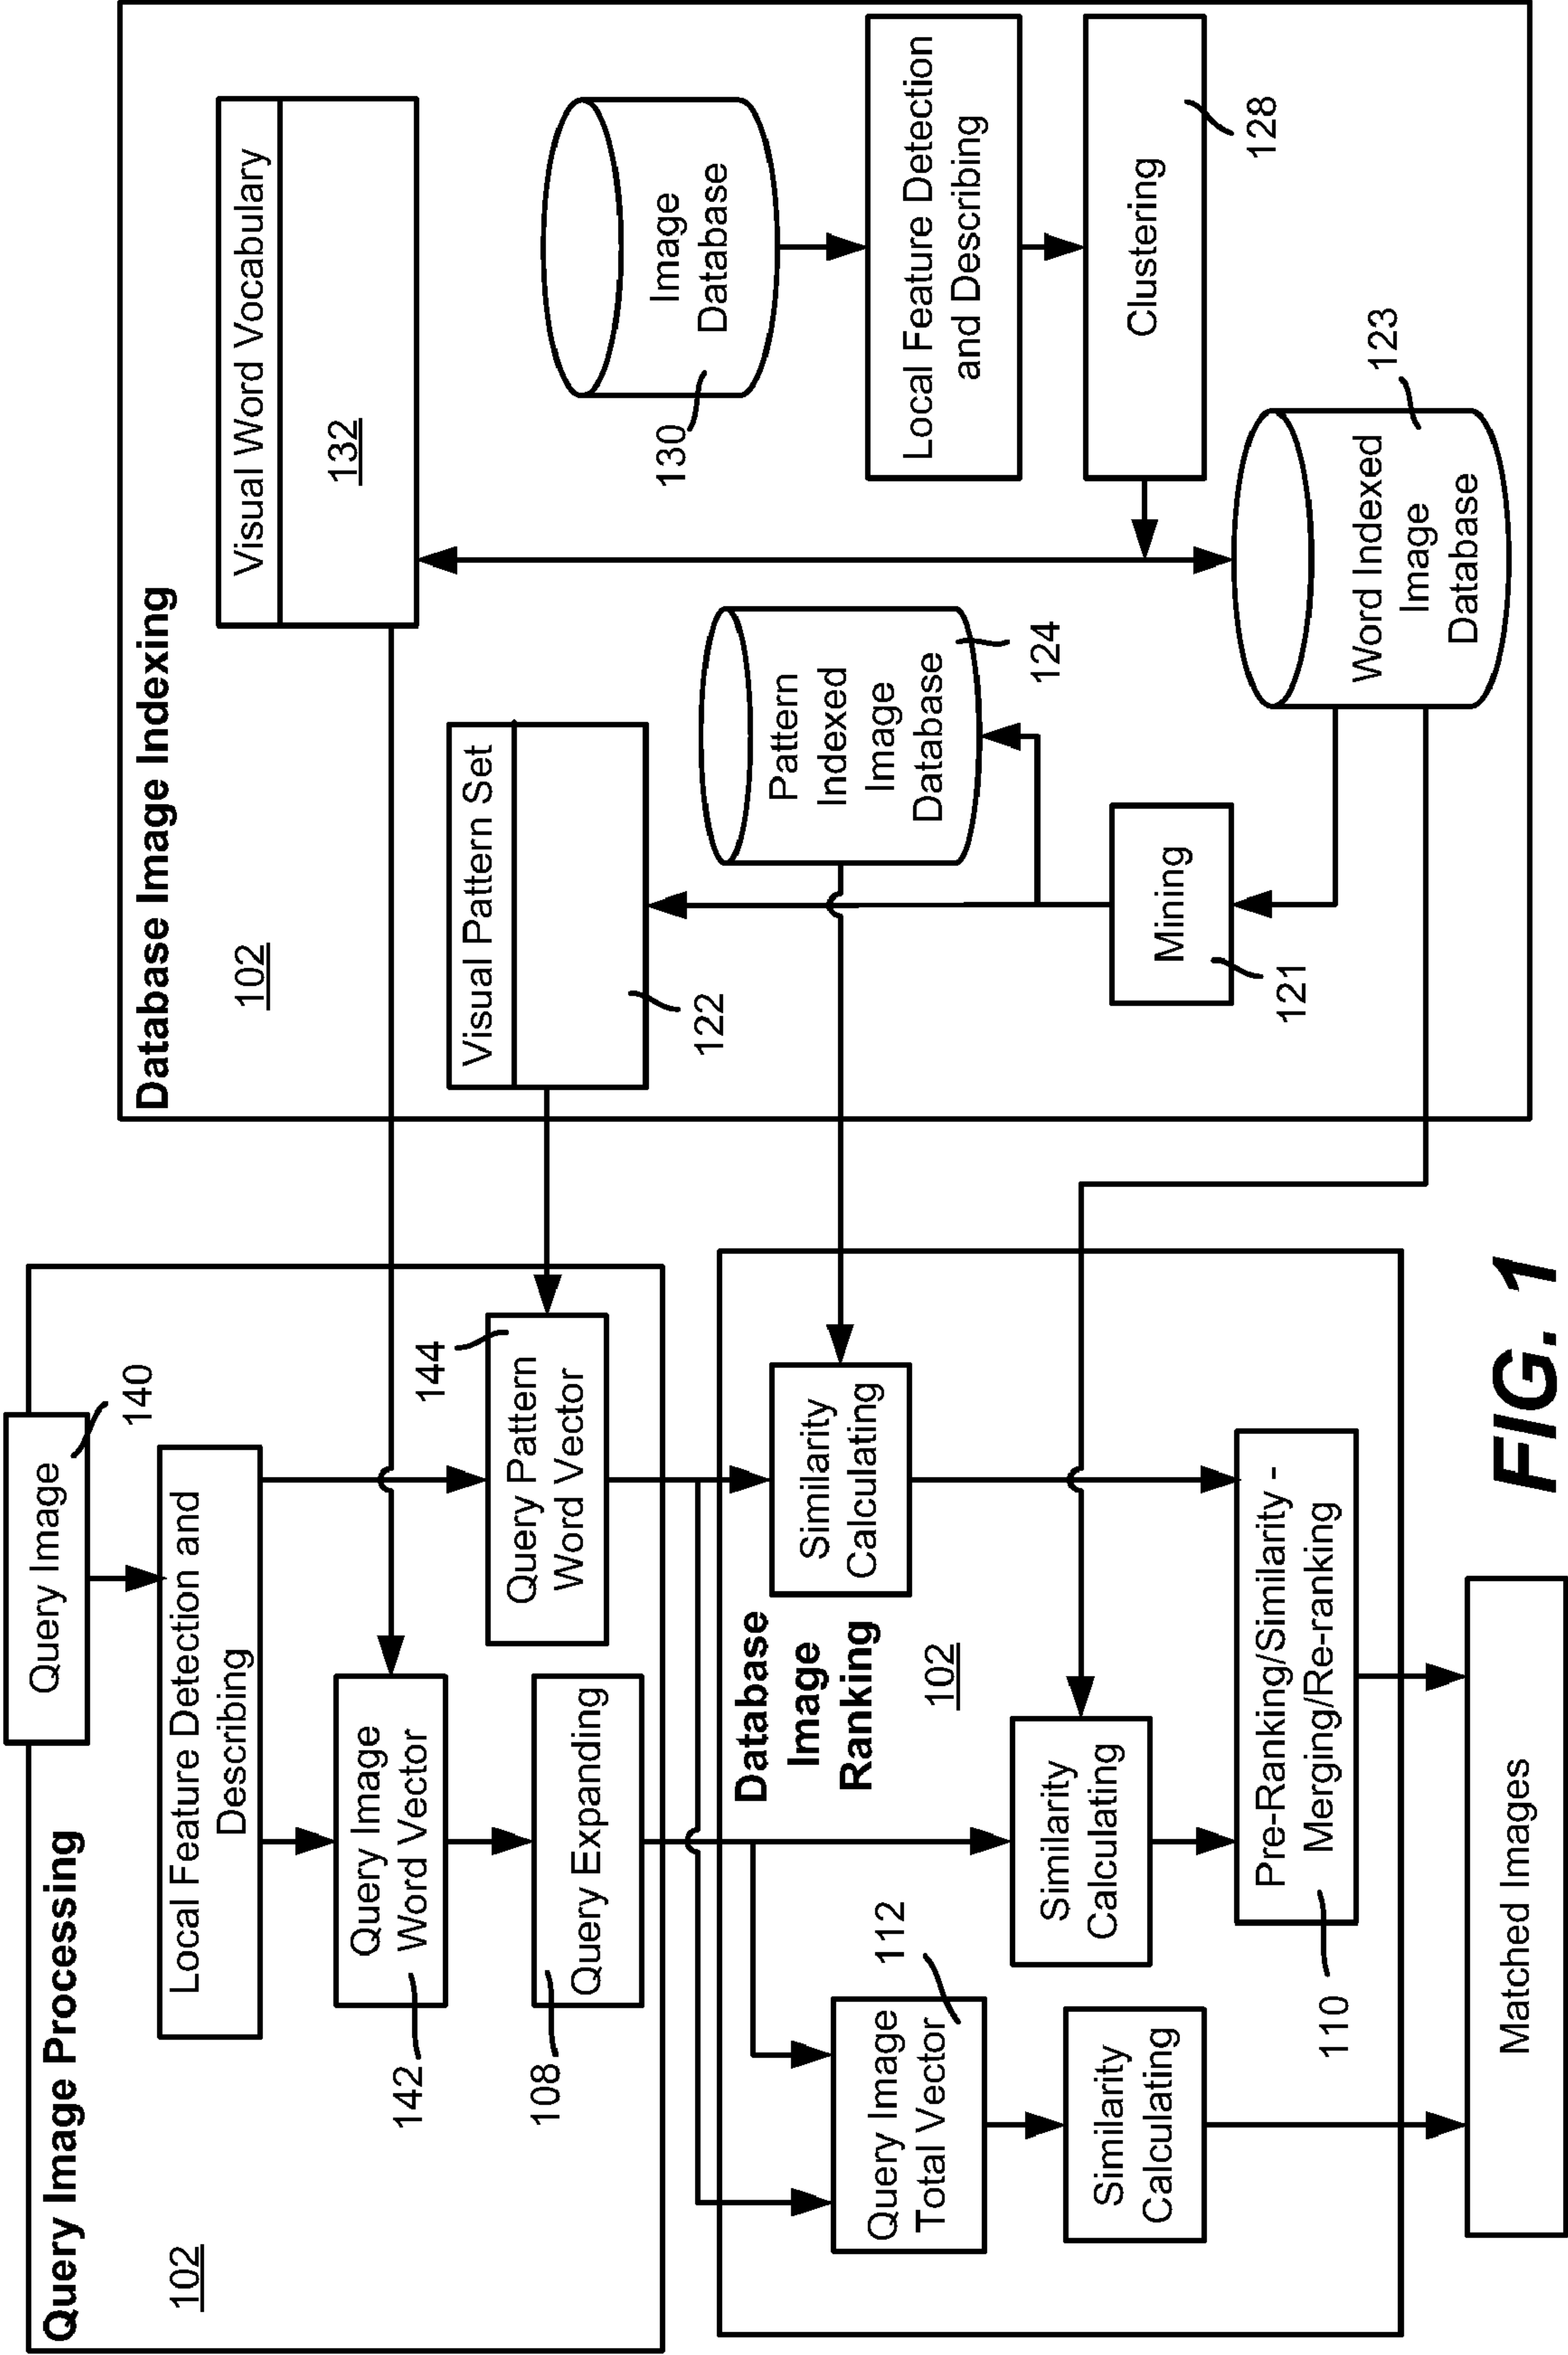 Query Image Processing
102
Query Image
140
Local Feature Detection and
Describing
Query Image
Word Vector
142
Query Pattern
Word Vector
144
Query Expanding
108
Database
Image
Ranking
102
Similarity
Calculating
Similarity
Calculating
Query Image
Total Vector
112
Similarity
Calculating
Pre-Ranking/Similarity -
Merging/Re-ranking
110
Matched Images
Database Image Indexing
102
Visual Word Vocabulary
132
Visual Pattern Set
122
Image
Database
130
Local Feature Detection
and Describing
Clustering
128
Pattern
Indexed
Image
Database
124
Mining
121
Word Indexed
Image
Database
123
FIG. 1